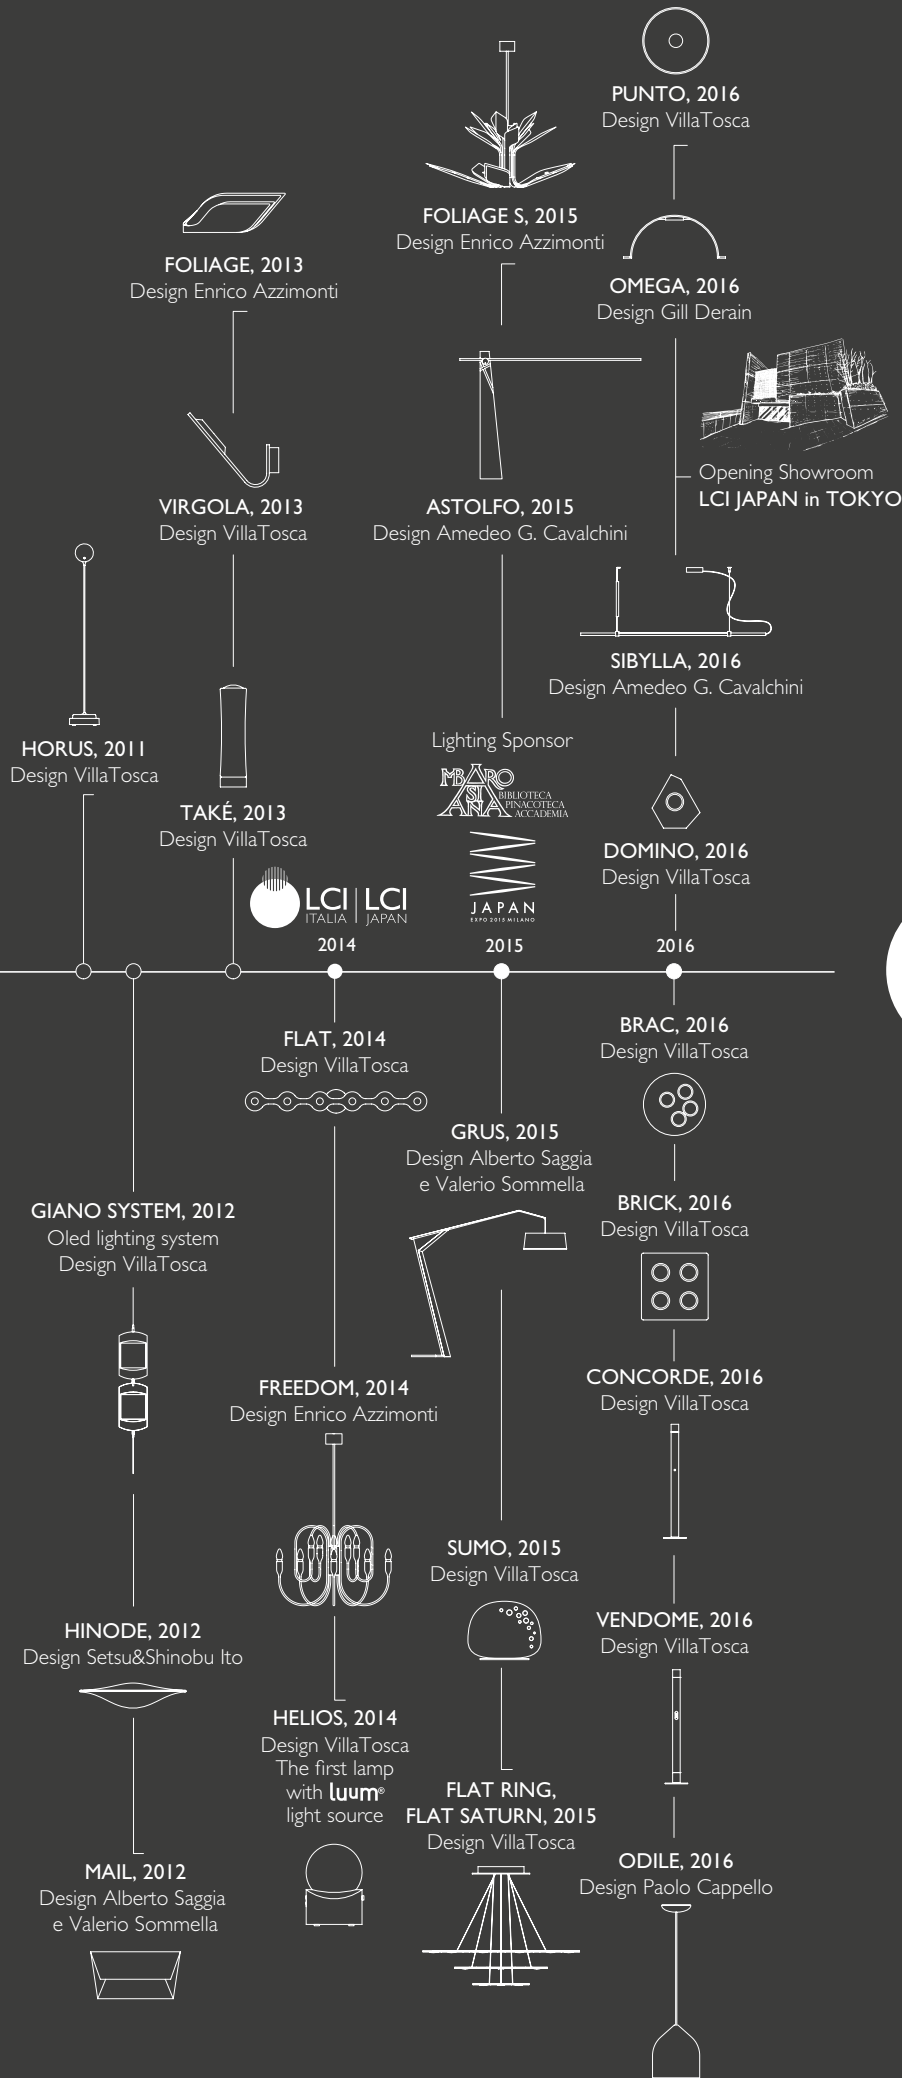 HORUS, 2011
Design VillaTosca
GIANO SYSTEM, 2012
Oled lighting system
Design VillaTosca
HINODE, 2012
Design Setsu&Shinobu Ito
MAIL, 2012
Design Alberto Saggia
e Valerio Sommella
FOLIAGE, 2013
Design Enrico Azzimonti
VIRGOLA, 2013
Design VillaTosca
TAKÉ, 2013
Design VillaTosca
LCI | LCI
ITALIA | JAPAN
2014
FLAT, 2014
Design VillaTosca
FREEDOM, 2014
Design Enrico Azzimonti
HELIOS, 2014
Design VillaTosca
The first lamp
with luum®
light source
FOLIAGE S, 2015
Design Enrico Azzimonti
ASTOLFO, 2015
Design Amedeo G. Cavalchini
Lighting Sponsor
AMBROSIANA
BIBLIOTECA
PINACOTECA
ACCADEMIA
JAPAN
EXPO 2015 MILANO
2015
GRUS, 2015
Design Alberto Saggia
e Valerio Sommella
SUMO, 2015
Design VillaTosca
FLAT RING,
FLAT SATURN, 2015
Design VillaTosca
PUNTO, 2016
Design VillaTosca
OMEGA, 2016
Design Gill Derain
Opening Showroom
LCI JAPAN in TOKYO
SIBYLLA, 2016
Design Amedeo G. Cavalchini
DOMINO, 2016
Design VillaTosca
2016
BRAC, 2016
Design VillaTosca
BRICK, 2016
Design VillaTosca
CONCORDE, 2016
Design VillaTosca
VENDOME, 2016
Design VillaTosca
ODILE, 2016
Design Paolo Cappello